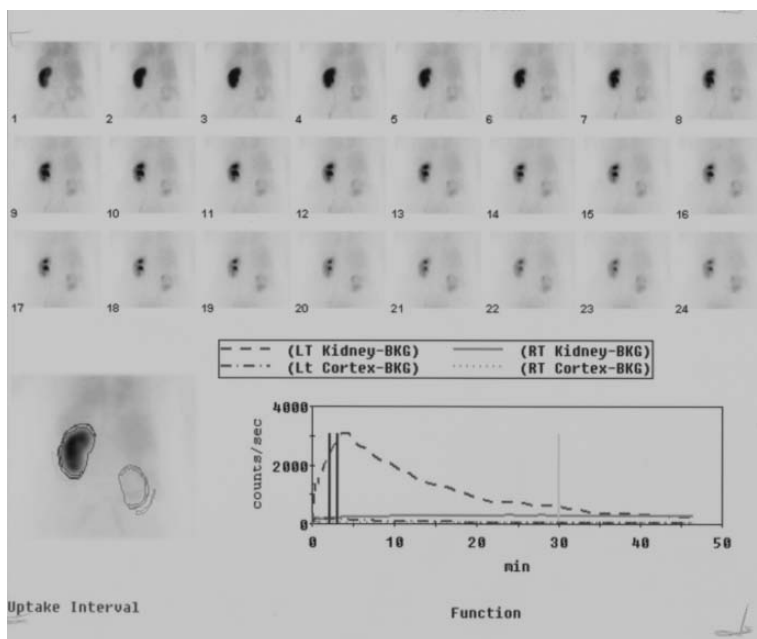 1 2 3 4 5 6 7 8
9 10 11 12 13 14 15 16
17 18 19 20 21 22 23 24
(LT Kidney-BKG) (RT Kidney-BKG)
(Lt Cortex-BKG) (RT Cortex-BKG)
4000
2000
0
counts/sec
0 10 20 30 40 50
min
Uptake Interval
Function